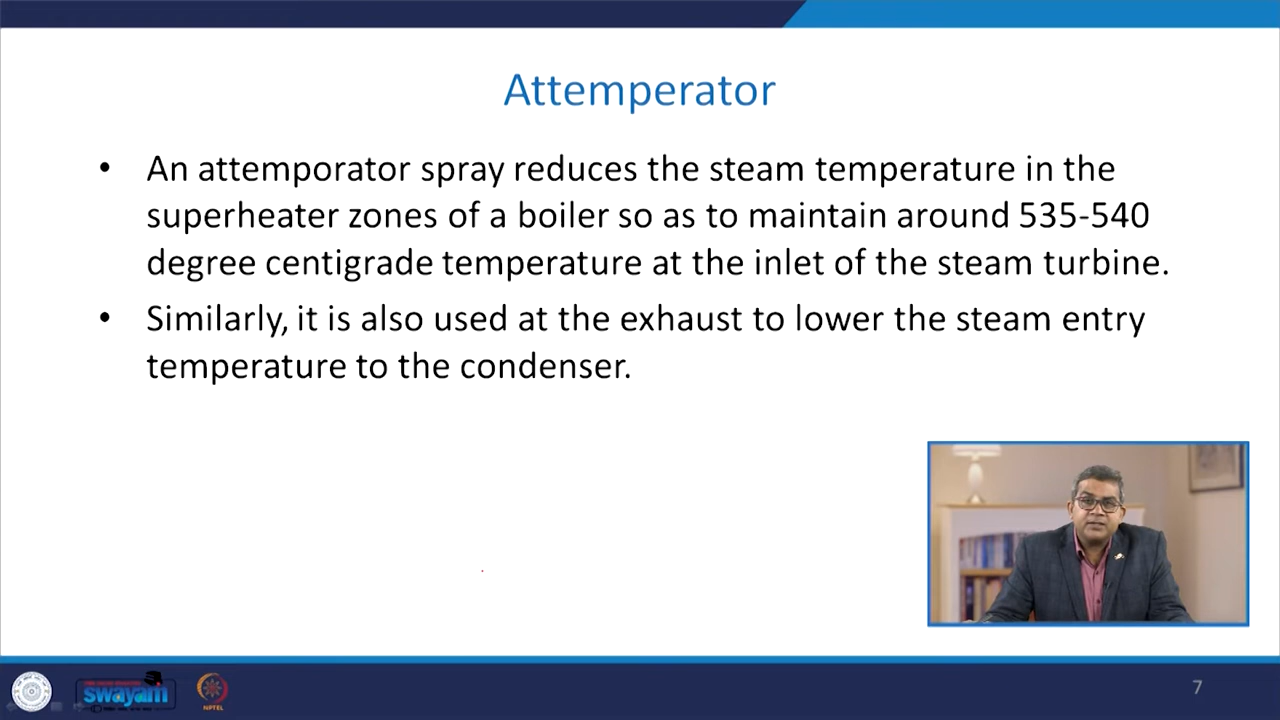 Attemperator
• An attemporator spray reduces the steam temperature in the
superheater zones of a boiler so as to maintain around 535-540
degree centigrade temperature at the inlet of the steam turbine.
• Similarly, it is also used at the exhaust to lower the steam entry
temperature to the condenser.
swayam
NPTEL
7